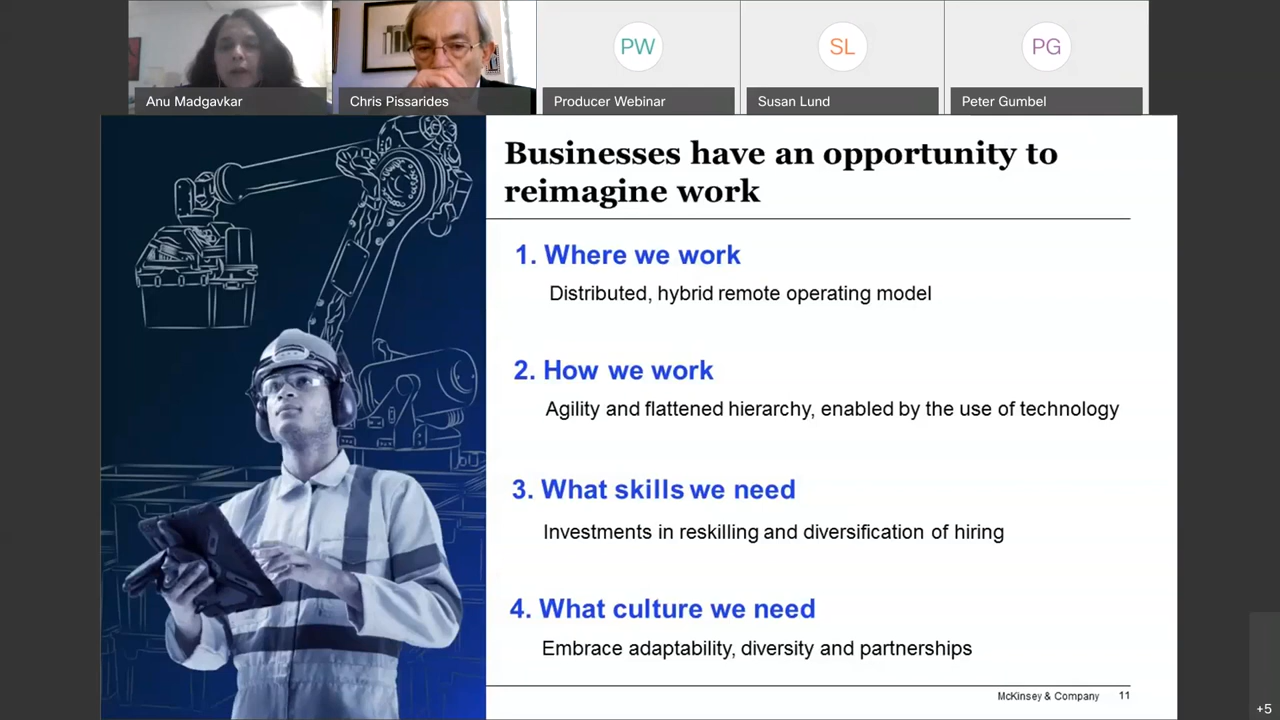 PW
SL
PG
Anu Madgavkar
Chris Pissarides
Producer Webinar
Susan Lund
Peter Gumbel
Businesses have an opportunity to
reimagine work
1. Where we work
Distributed, hybrid remote operating model
2. How we work
Agility and flattened hierarchy, enabled by the use of technology
3. What skills we need
Investments in reskilling and diversification of hiring
4. What culture we need
Embrace adaptability, diversity and partnerships
McKinsey & Company 11
+5